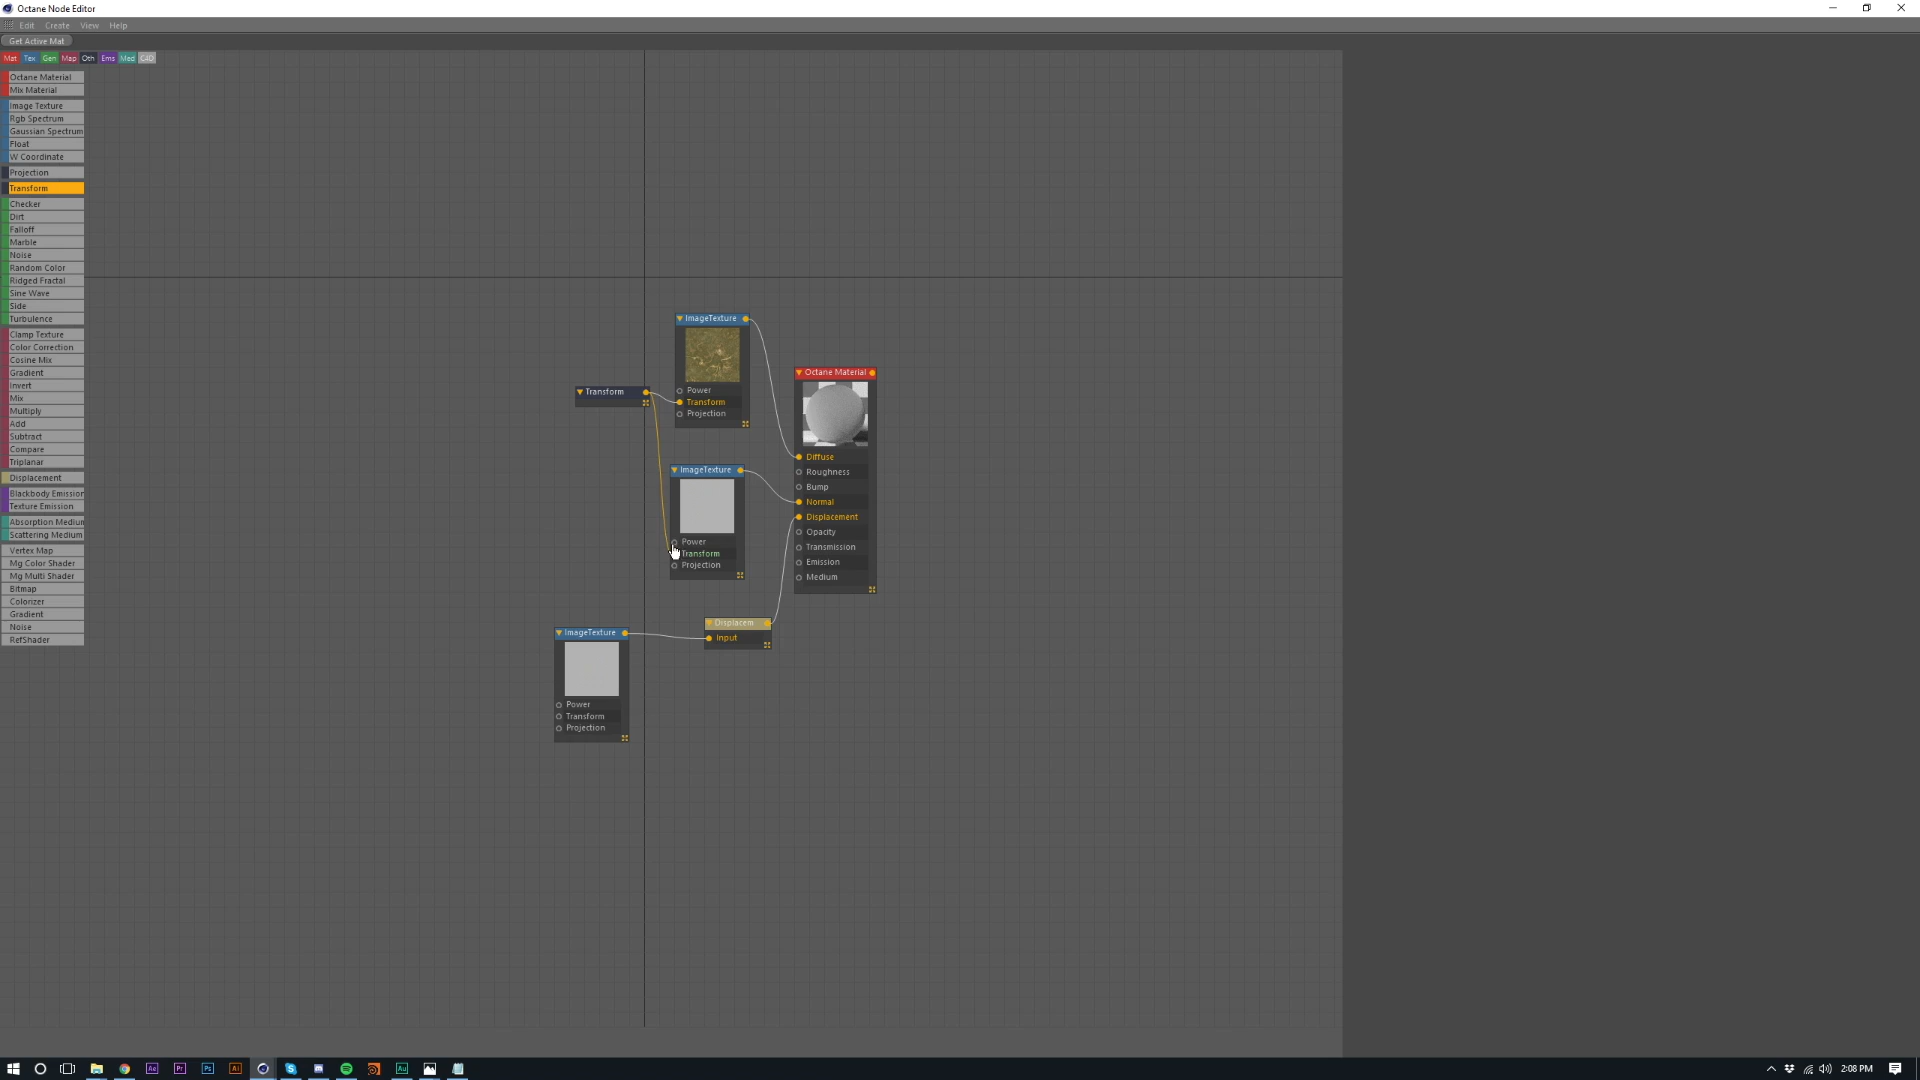 Octane Node Editor
Edit Create View Help
Get Active Mat
Mat Tex Gen Map Oth Ems Med C4D
Octane Material
Mix Material
Image Texture
Rgb Spectrum
Gaussian Spectrum
Float
W Coordinate
Projection
Transform
Checker
Dirt
Falloff
Marble
Noise
Random Color
Ridged Fractal
Sine Wave
Side
Turbulence
Clamp Texture
Color Correction
Cosine Mix
Gradient
Invert
Mix
Multiply
Add
Subtract
Compare
Triplanar
Displacement
Blackbody Emission
Texture Emission
Absorption Medium
Scattering Medium
Vertex Map
Mg Color Shader
Mg Multi Shader
Bitmap
Colorizer
Gradient
Noise
RefShader
Transform
ImageTexture
Power
Transform
Projection
ImageTexture
Power
Transform
Projection
ImageTexture
Power
Transform
Projection
Displacem
Input
Octane Material
Diffuse
Roughness
Bump
Normal
Displacement
Opacity
Transmission
Emission
Medium
Ae Pr Ps Ai Au
2:08 PM